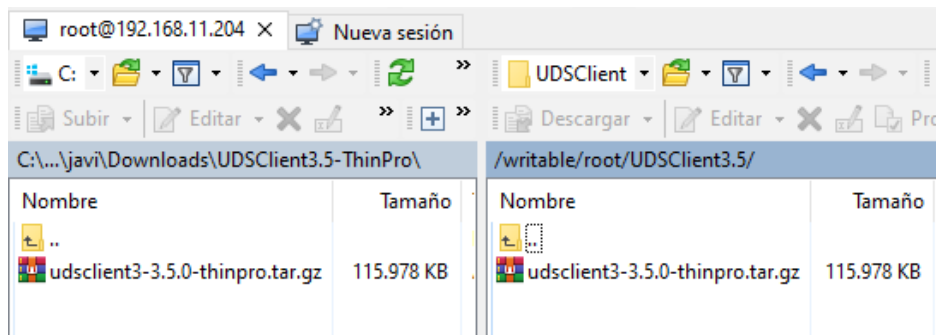 root@192.168.11.204 × Nueva sesión
C: » UDSClient
Subir Editar » » Descargar Editar
C:\...\javi\Downloads\UDSClient3.5-ThinPro\ /writable/root/UDSClient3.5/
Nombre Tamaño Nombre Tamaño
.. ..
udsclient3-3.5.0-thinpro.tar.gz 115.978 KB udsclient3-3.5.0-thinpro.tar.gz 115.978 KB